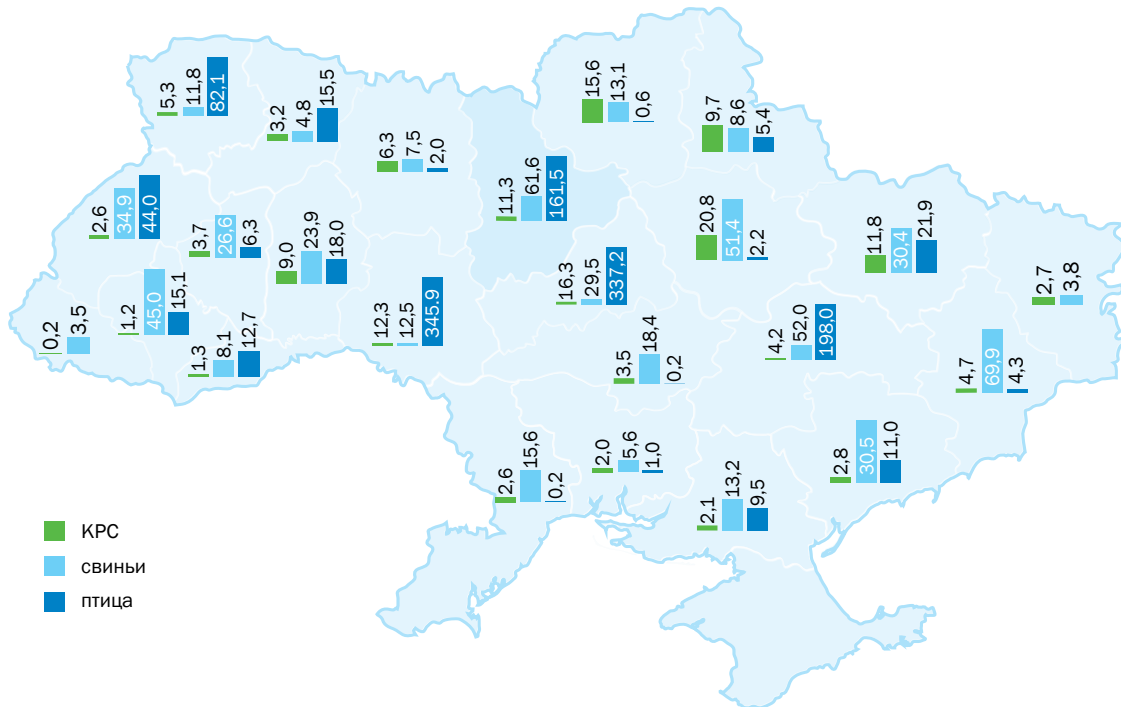 5,3 11,8 82,1
3,2 4,8 15,5
6,3 7,5 2,0
11,3 61,6 161,5
15,6 13,1 0,6
9,7 8,6 5,4
2,6 34,9 44,0
3,7 26,6 6,3
9,0 23,9 18,0
16,3 29,5 337,2
20,8 51,4 2,2
11,8 30,4 21,9
2,7 3,8
0,2 3,5
1,2 45,0 15,1
1,3 8,1 12,7
12,3 12,5 345.9
3,5 18,4 0,2
4,2 52,0 198,0
4,7 69,9 4,3
2,6 15,6 0,2
2,0 5,6 1,0
2,1 13,2 9,5
2,8 30,5 11,0
КРС
свиньи
птица